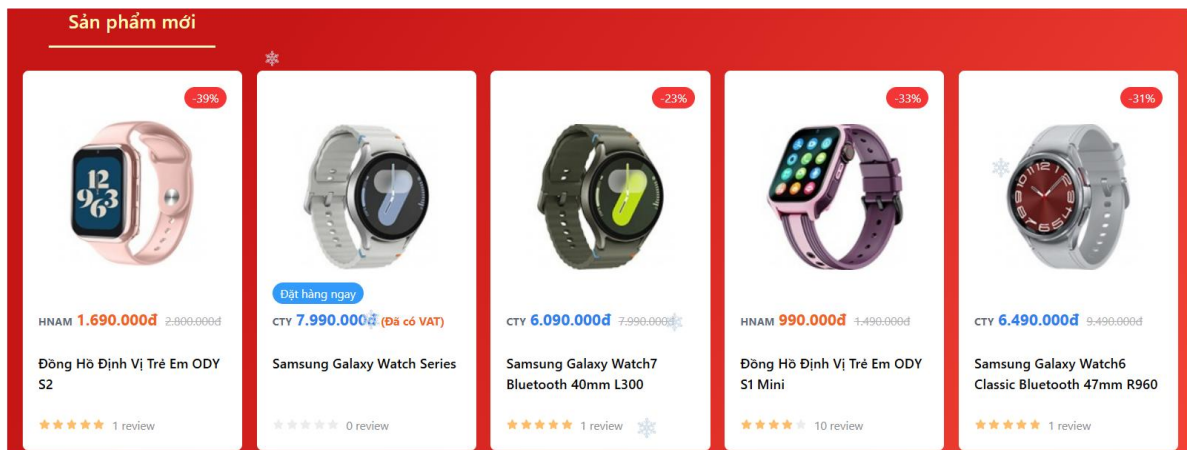 Sản phẩm mới
-39%
HNAM 1.690.000đ 2.800.000đ
Đồng Hồ Định Vị Trẻ Em ODY
S2
1 review
Đặt hàng ngay
CTY 7.990.000đ (Đã có VAT)
Samsung Galaxy Watch Series
0 review
-23%
CTY 6.090.000đ 7.990.000đ
Samsung Galaxy Watch7
Bluetooth 40mm L300
1 review
-33%
HNAM 990.000đ 1.490.000đ
Đồng Hồ Định Vị Trẻ Em ODY
S1 Mini
10 review
-31%
CTY 6.490.000đ 9.490.000đ
Samsung Galaxy Watch6
Classic Bluetooth 47mm R960
1 review